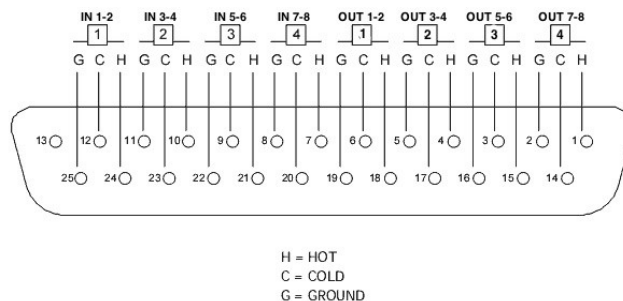 IN 1-2 IN 3-4 IN 5-6 IN 7-8 OUT 1-2 OUT 3-4 OUT 5-6 OUT 7-8
1 2 3 4 1 2 3 4
G C H G C H G C H G C H G C H G C H G C H G C H
13 12 11 10 9 8 7 6 5 4 3 2 1
25 24 23 22 21 20 19 18 17 16 15 14
H = HOT
C = COLD
G = GROUND